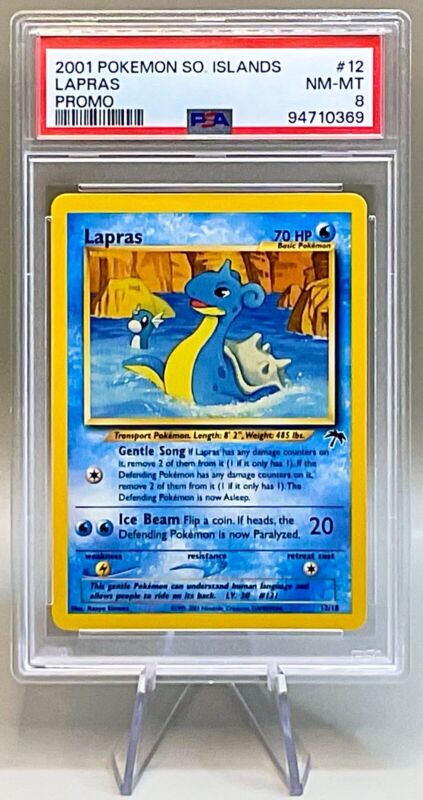 2001 POKEMON SO. ISLANDS #12
LAPRAS NM-MT
PROMO 8
PSA 94710369
Lapras 70 HP
Basic Pokémon
Transport Pokémon. Length: 8' 2", Weight: 485 lbs.
Gentle Song If Lapras has any damage counters on
it, remove 2 of them from it (1 if it only has 1). If the
Defending Pokémon has any damage counters on it,
remove 2 of them from it (1 if it only has 1). The
Defending Pokémon is now Asleep.
Ice Beam Flip a coin. If heads, the 20
Defending Pokémon is now Paralyzed.
weakness resistance retreat cost
This gentle Pokémon can understand human language and
allows people to ride on its back. LV. 30 #131
12/18